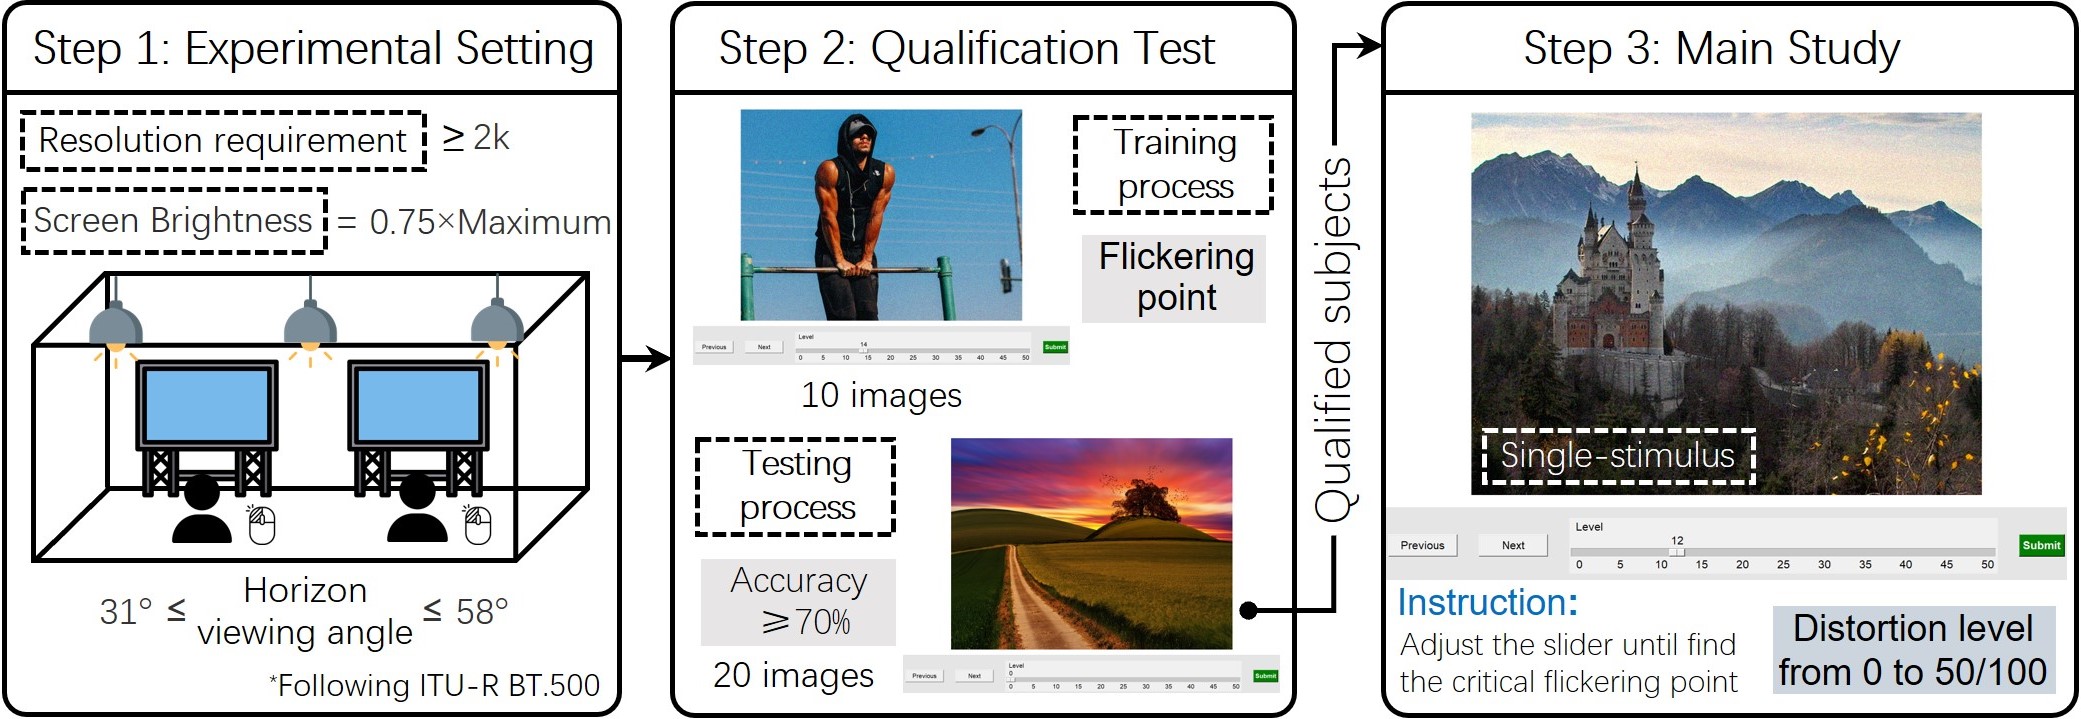 Step 1: Experimental Setting
Resolution requirement ≥ 2k
Screen Brightness = 0.75×Maximum
31° ≤ Horizon viewing angle ≤ 58°
*Following ITU-R BT.500
Step 2: Qualification Test
Training
process
Flickering
point
Previous Next Level 14 0 5 10 15 20 25 30 35 40 45 50 Submit
10 images
Testing
process
Accuracy
⩾70%
20 images
Previous Next Level 0 0 5 10 15 20 25 30 35 40 45 50 Submit
Qualified subjects
Step 3: Main Study
Single-stimulus
Level
12
Previous Next 0 5 10 15 20 25 30 35 40 45 50 Submit
Instruction:
Adjust the slider until find
the critical flickering point
Distortion level
from 0 to 50/100